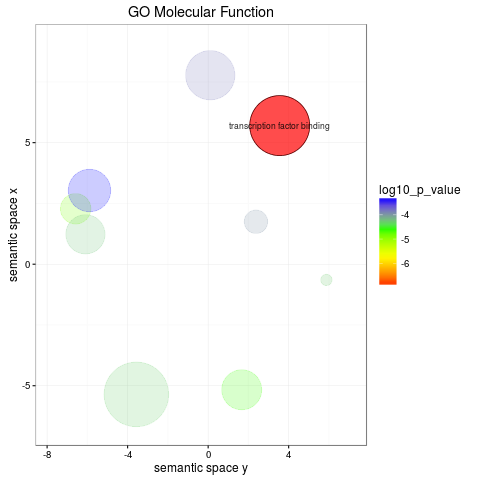 GO Molecular Function
transcription factor binding
5
0
-5
-8
-4
0
4
semantic space x
semantic space y
log10_p_value
-4
-5
-6